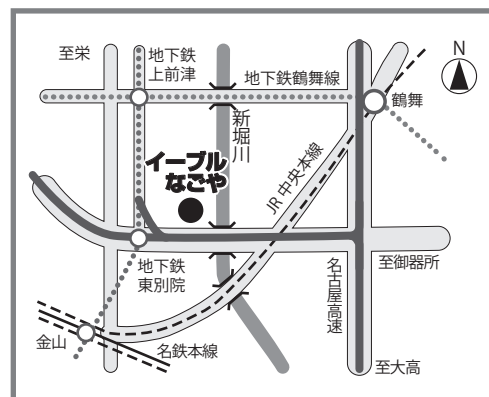 至栄
地下鉄
上前津
地下鉄鶴舞線
N
鶴舞
新堀川
イーブル
なごや
JR中央本線
地下鉄
東別院
名古屋高速
至御器所
金山
名鉄本線
至大高